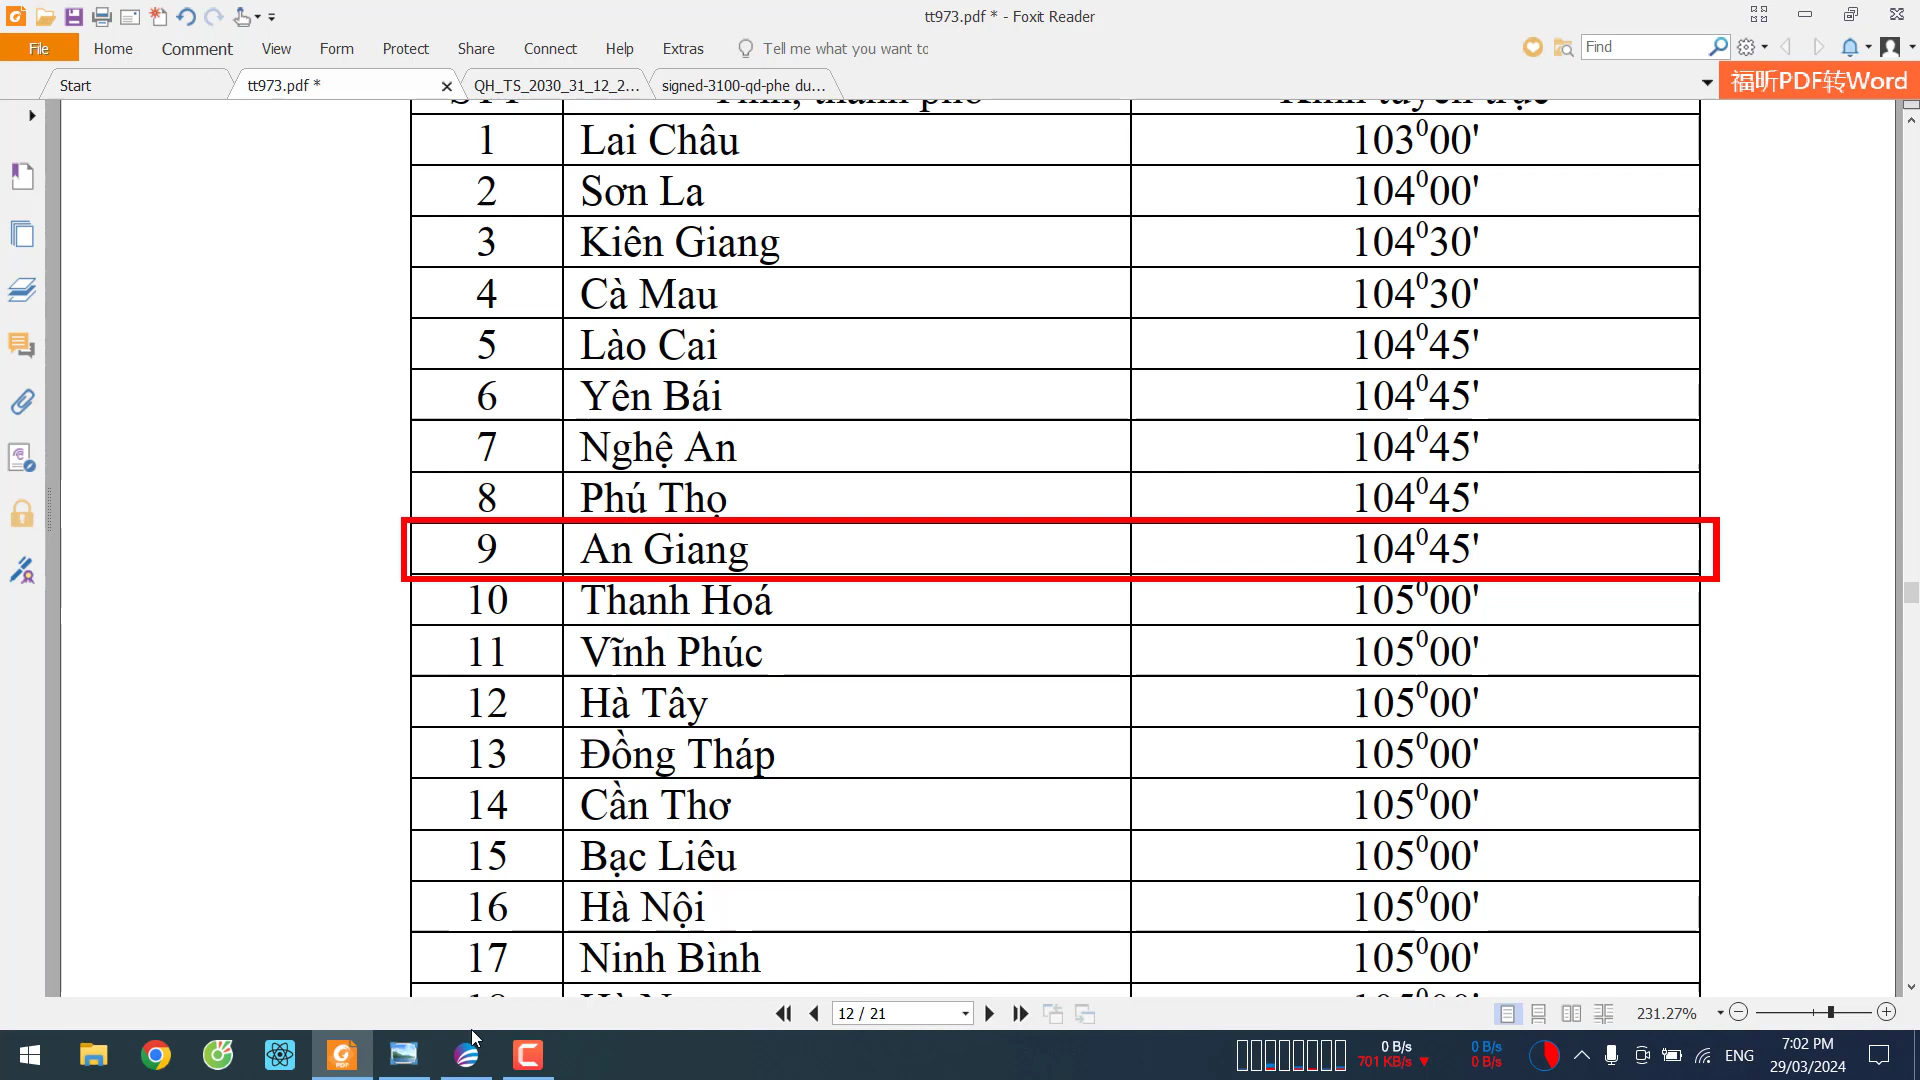 tt973.pdf * - Foxit Reader
File Home Comment View Form Protect Share Connect Help Extras Tell me what you want to Find
Start tt973.pdf * QH_TS_2030_31_12_2... signed-3100-qd-phe du... 福昕PDF转Word
1 Lai Châu 103⁰00'
2 Sơn La 104⁰00'
3 Kiên Giang 104⁰30'
4 Cà Mau 104⁰30'
5 Lào Cai 104⁰45'
6 Yên Bái 104⁰45'
7 Nghệ An 104⁰45'
8 Phú Thọ 104⁰45'
9 An Giang 104⁰45'
10 Thanh Hoá 105⁰00'
11 Vĩnh Phúc 105⁰00'
12 Hà Tây 105⁰00'
13 Đồng Tháp 105⁰00'
14 Cần Thơ 105⁰00'
15 Bạc Liêu 105⁰00'
16 Hà Nội 105⁰00'
17 Ninh Bình 105⁰00'
12 / 21 231.27%
0 B/s 0 B/s 7:02 PM
701 KB/s 0 B/s ENG 29/03/2024